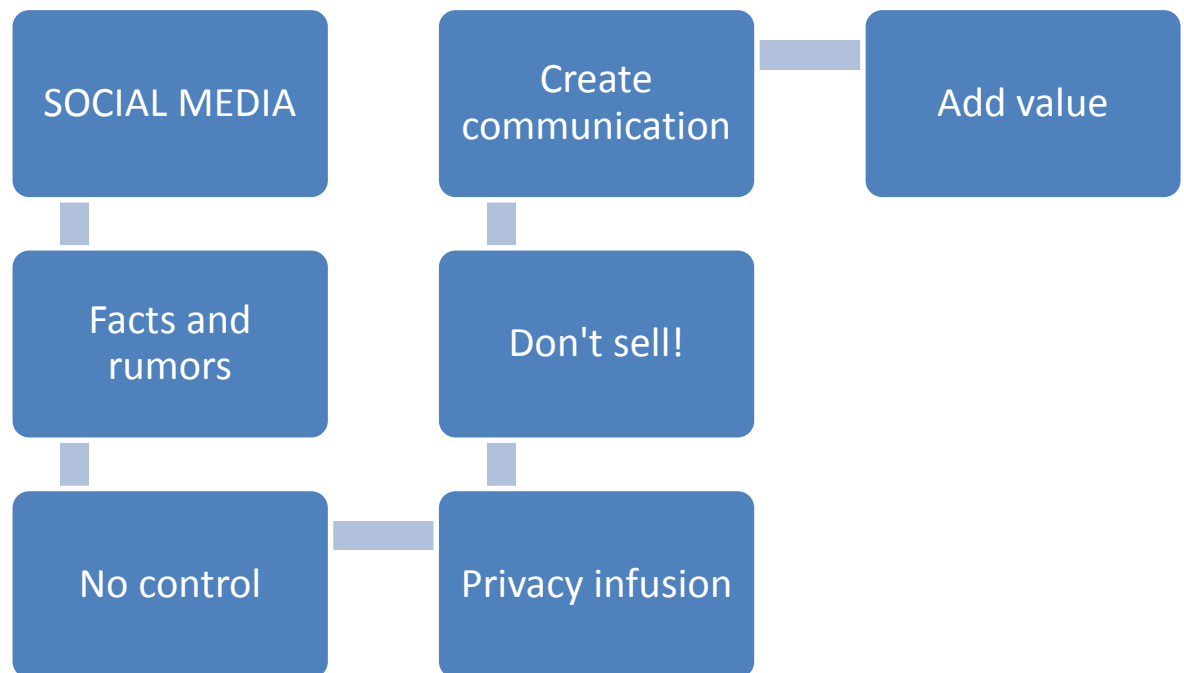 SOCIAL MEDIA
Facts and
rumors
No control
Privacy infusion
Don't sell!
Create
communication
Add value